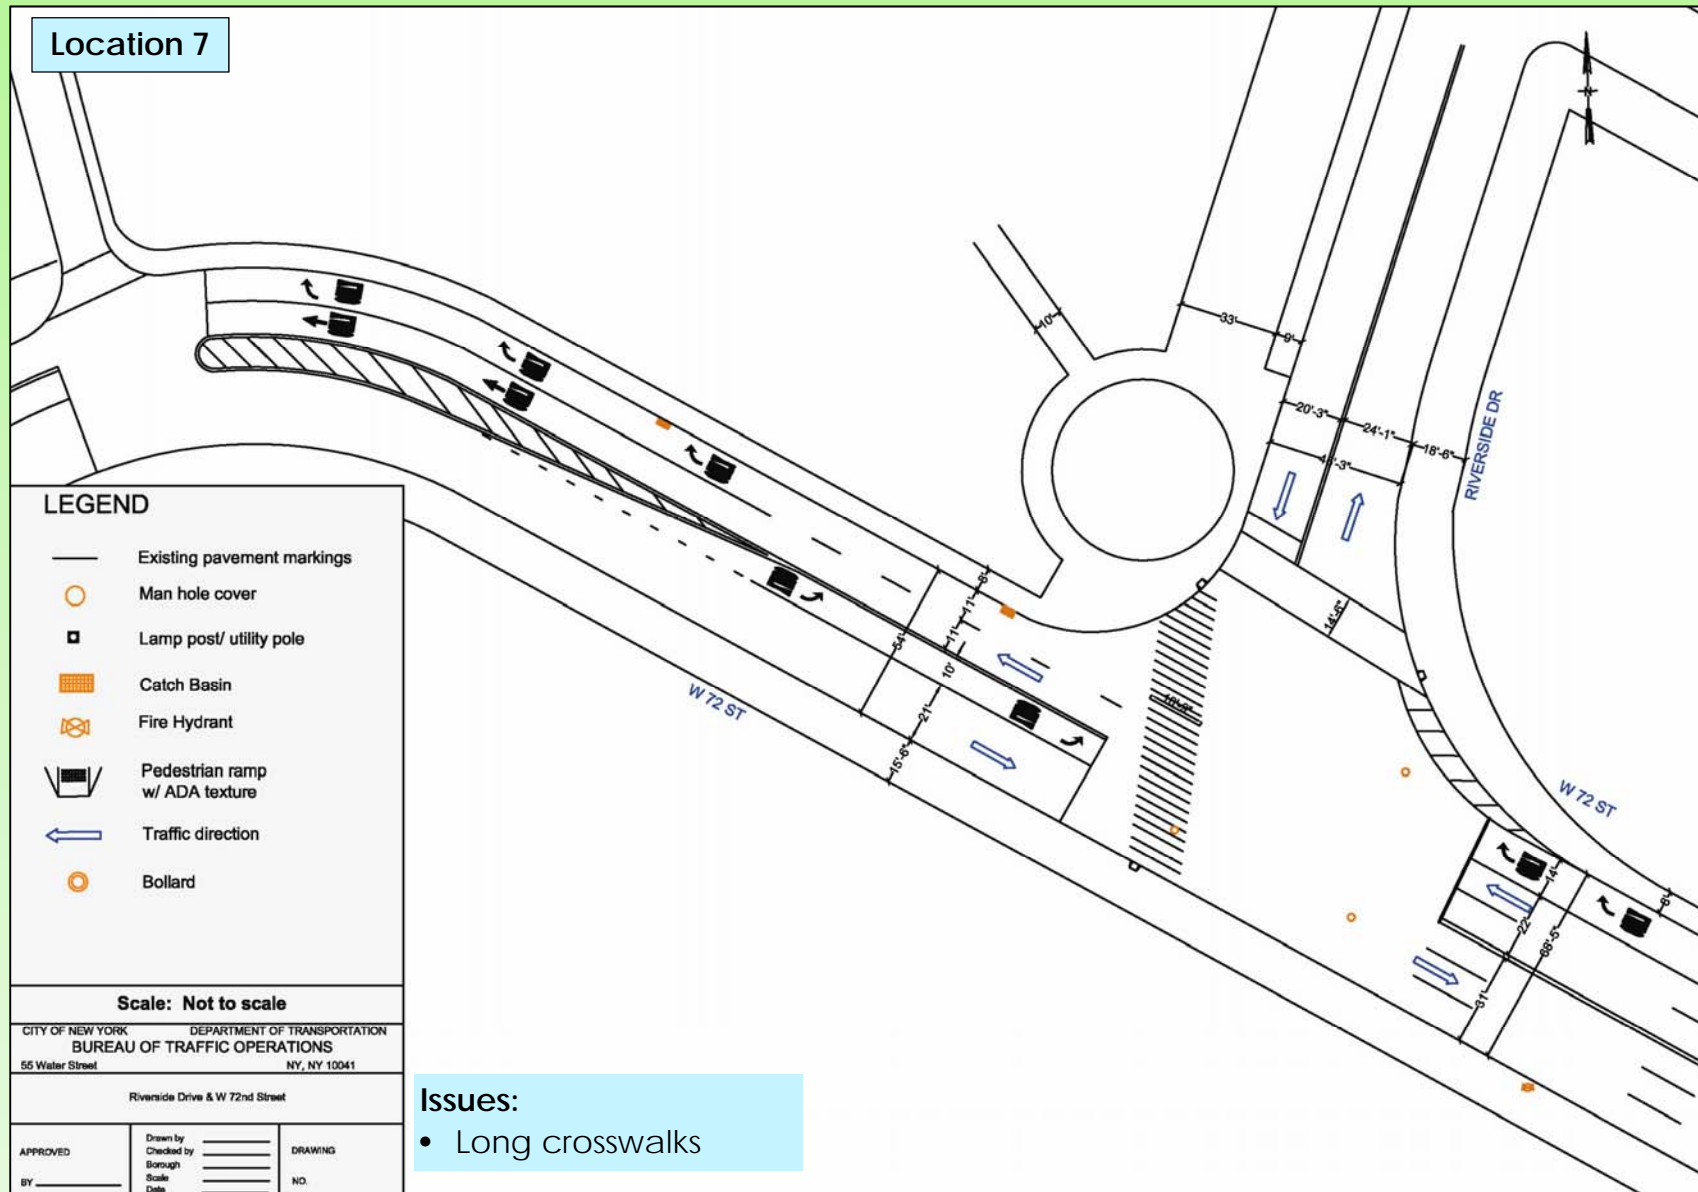 Location 7
N
33'
9'
10'
20'-3"
24'-1"
18'-6"
RIVERSIDE DR
14'-6"
8'
11'
11'
54'
10'
21'
15'-6"
W 72 ST
W 72 ST
14'
22'
68'-5"
31'
8'
LEGEND
Existing pavement markings
Man hole cover
Lamp post/ utility pole
Catch Basin
Fire Hydrant
Pedestrian ramp
w/ ADA texture
Traffic direction
Bollard
Scale: Not to scale
CITY OF NEW YORK DEPARTMENT OF TRANSPORTATION
BUREAU OF TRAFFIC OPERATIONS
55 Water Street NY, NY 10041
Riverside Drive & W 72nd Street
APPROVED
BY
Drawn by
Checked by
Borough
Scale
Date
DRAWING
NO.
Issues:
• Long crosswalks